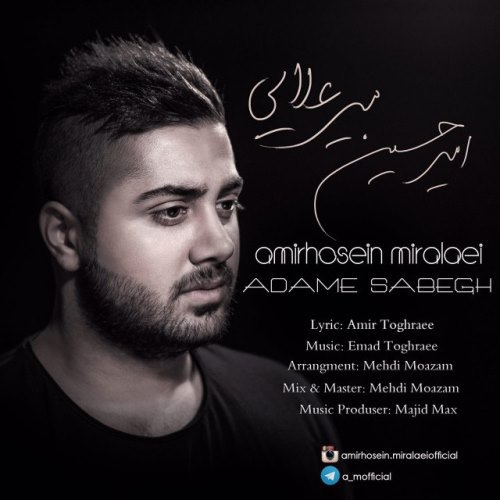 امیرحسین میرعلایی
amirhosein miralaei
ADAME SABEGH
Lyric: Amir Toghraee
Music: Emad Toghraee
Arrangment: Mehdi Moazam
Mix & Master: Mehdi Moazam
Music Produser: Majid Max
amirhosein.miralaeiofficial
a_mofficial